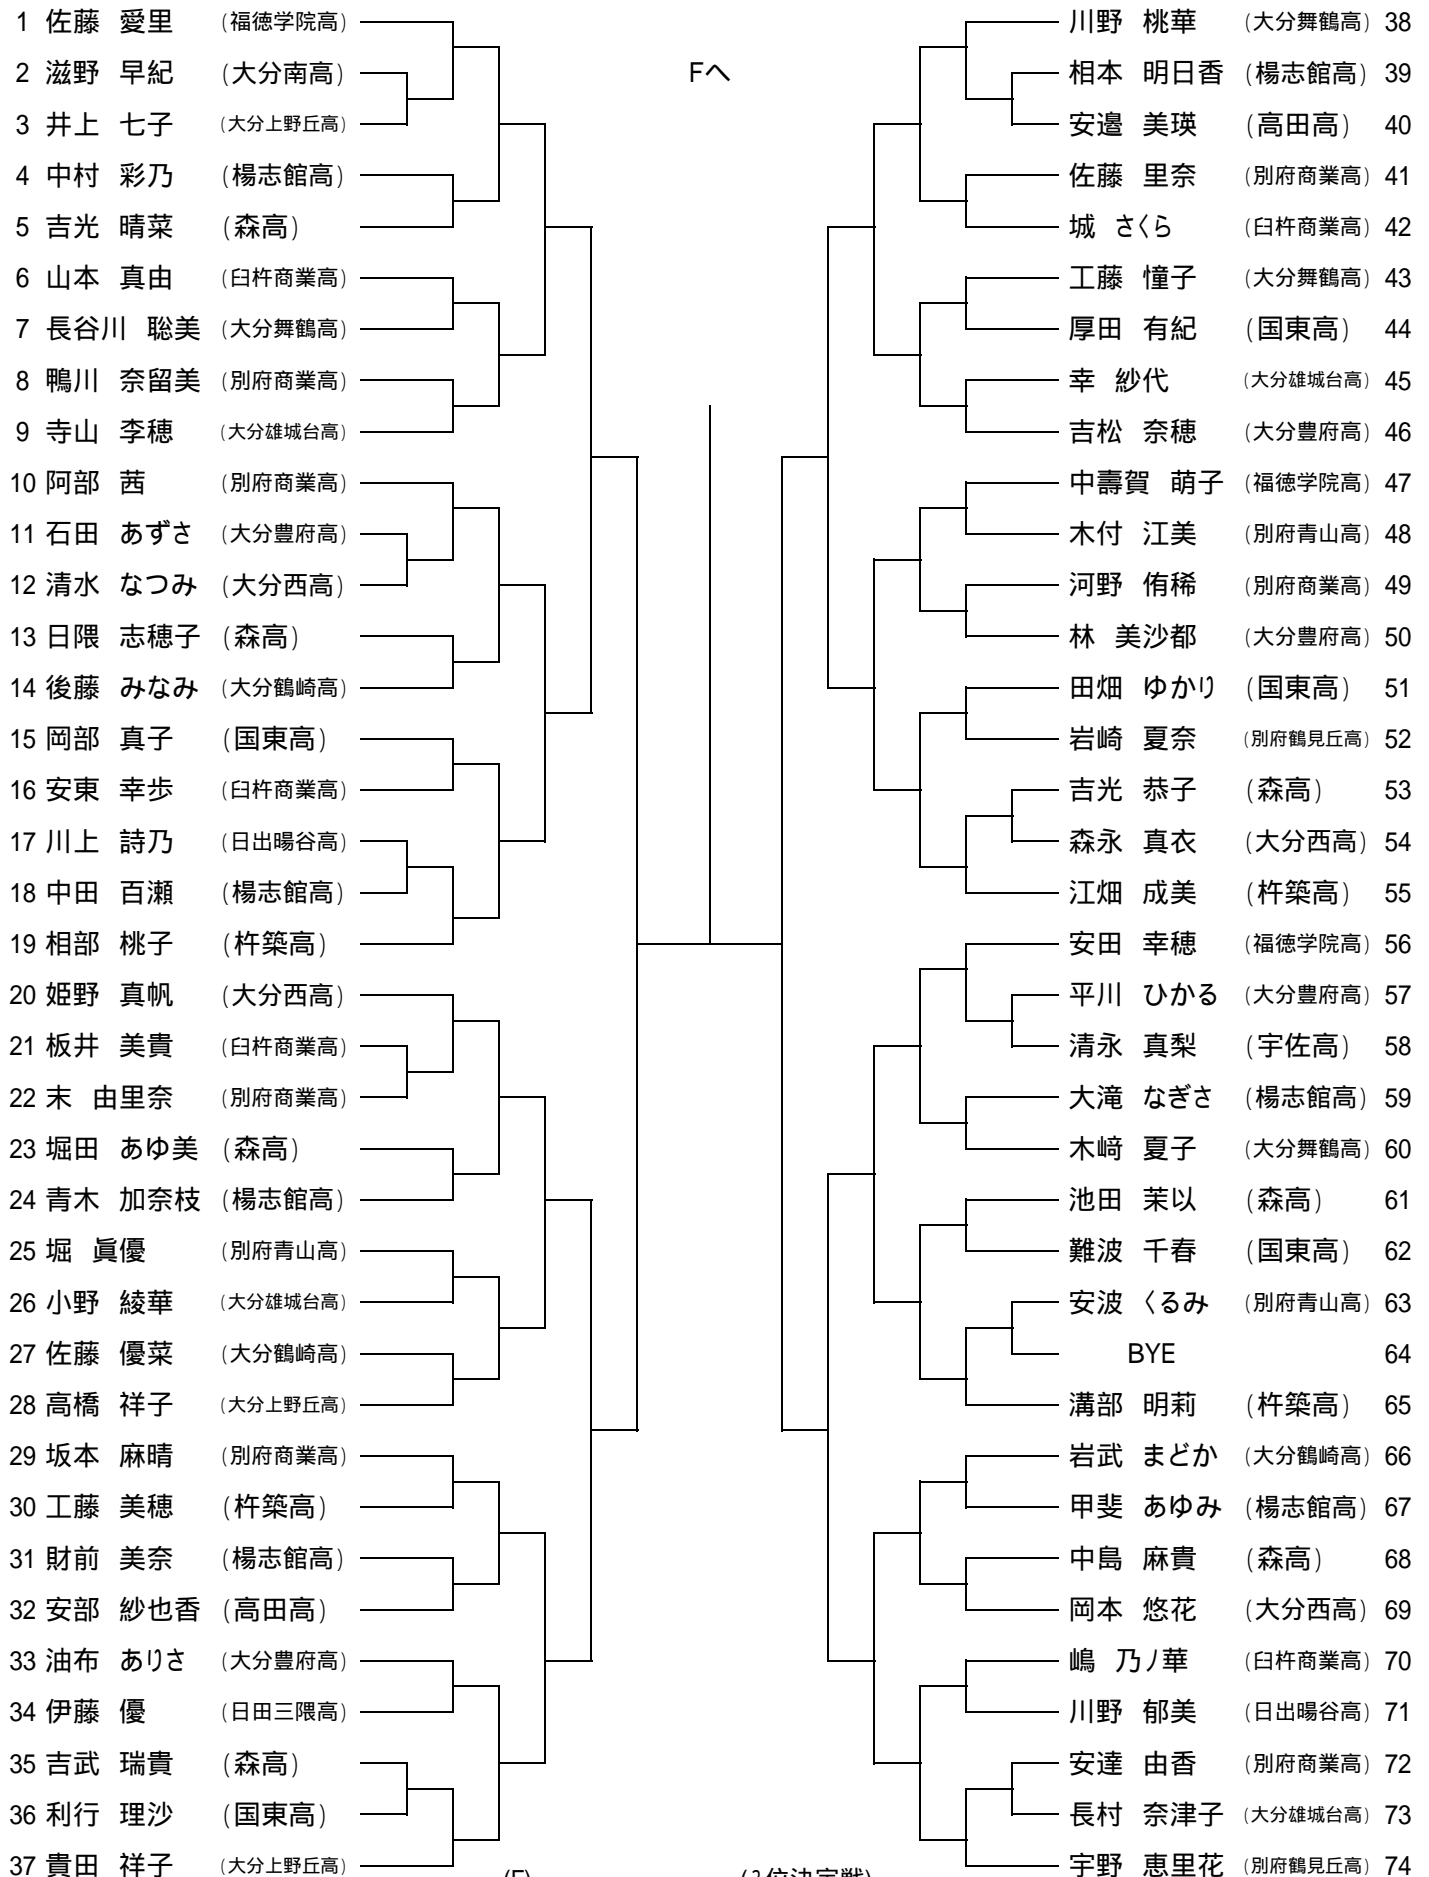 1 佐藤 愛里 (福徳学院高)
2 滋野 早紀 (大分南高)
3 井上 七子 (大分上野丘高)
4 中村 彩乃 (楊志館高)
5 吉光 晴菜 (森高)
6 山本 真由 (臼杵商業高)
7 長谷川 聡美 (大分舞鶴高)
8 鴨川 奈留美 (別府商業高)
9 寺山 李穂 (大分雄城台高)
10 阿部 茜 (別府商業高)
11 石田 あずさ (大分豊府高)
12 清水 なつみ (大分西高)
13 日隈 志穂子 (森高)
14 後藤 みなみ (大分鶴崎高)
15 岡部 真子 (国東高)
16 安東 幸歩 (臼杵商業高)
17 川上 詩乃 (日出暘谷高)
18 中田 百瀬 (楊志館高)
19 相部 桃子 (杵築高)
20 姫野 真帆 (大分西高)
21 板井 美貴 (臼杵商業高)
22 末 由里奈 (別府商業高)
23 堀田 あゆ美 (森高)
24 青木 加奈枝 (楊志館高)
25 堀 眞優 (別府青山高)
26 小野 綾華 (大分雄城台高)
27 佐藤 優菜 (大分鶴崎高)
28 高橋 祥子 (大分上野丘高)
29 坂本 麻晴 (別府商業高)
30 工藤 美穂 (杵築高)
31 財前 美奈 (楊志館高)
32 安部 紗也香 (高田高)
33 油布 ありさ (大分豊府高)
34 伊藤 優 (日田三隈高)
35 吉武 瑞貴 (森高)
36 利行 理沙 (国東高)
37 貴田 祥子 (大分上野丘高)
Fへ
川野 桃華 (大分舞鶴高) 38
相本 明日香 (楊志館高) 39
安邉 美瑛 (高田高) 40
佐藤 里奈 (別府商業高) 41
城 さくら (臼杵商業高) 42
工藤 憧子 (大分舞鶴高) 43
厚田 有紀 (国東高) 44
幸 紗代 (大分雄城台高) 45
吉松 奈穂 (大分豊府高) 46
中壽賀 萌子 (福徳学院高) 47
木付 江美 (別府青山高) 48
河野 侑稀 (別府商業高) 49
林 美沙都 (大分豊府高) 50
田畑 ゆかり (国東高) 51
岩崎 夏奈 (別府鶴見丘高) 52
吉光 恭子 (森高) 53
森永 真衣 (大分西高) 54
江畑 成美 (杵築高) 55
安田 幸穂 (福徳学院高) 56
平川 ひかる (大分豊府高) 57
清永 真梨 (宇佐高) 58
大滝 なぎさ (楊志館高) 59
木﨑 夏子 (大分舞鶴高) 60
池田 茉以 (森高) 61
難波 千春 (国東高) 62
安波 くるみ (別府青山高) 63
BYE 64
溝部 明莉 (杵築高) 65
岩武 まどか (大分鶴崎高) 66
甲斐 あゆみ (楊志館高) 67
中島 麻貴 (森高) 68
岡本 悠花 (大分西高) 69
嶋 乃ノ華 (臼杵商業高) 70
川野 郁美 (日出暘谷高) 71
安達 由香 (別府商業高) 72
長村 奈津子 (大分雄城台高) 73
宇野 恵里花 (別府鶴見丘高) 74
(F)
(3位決定戦)